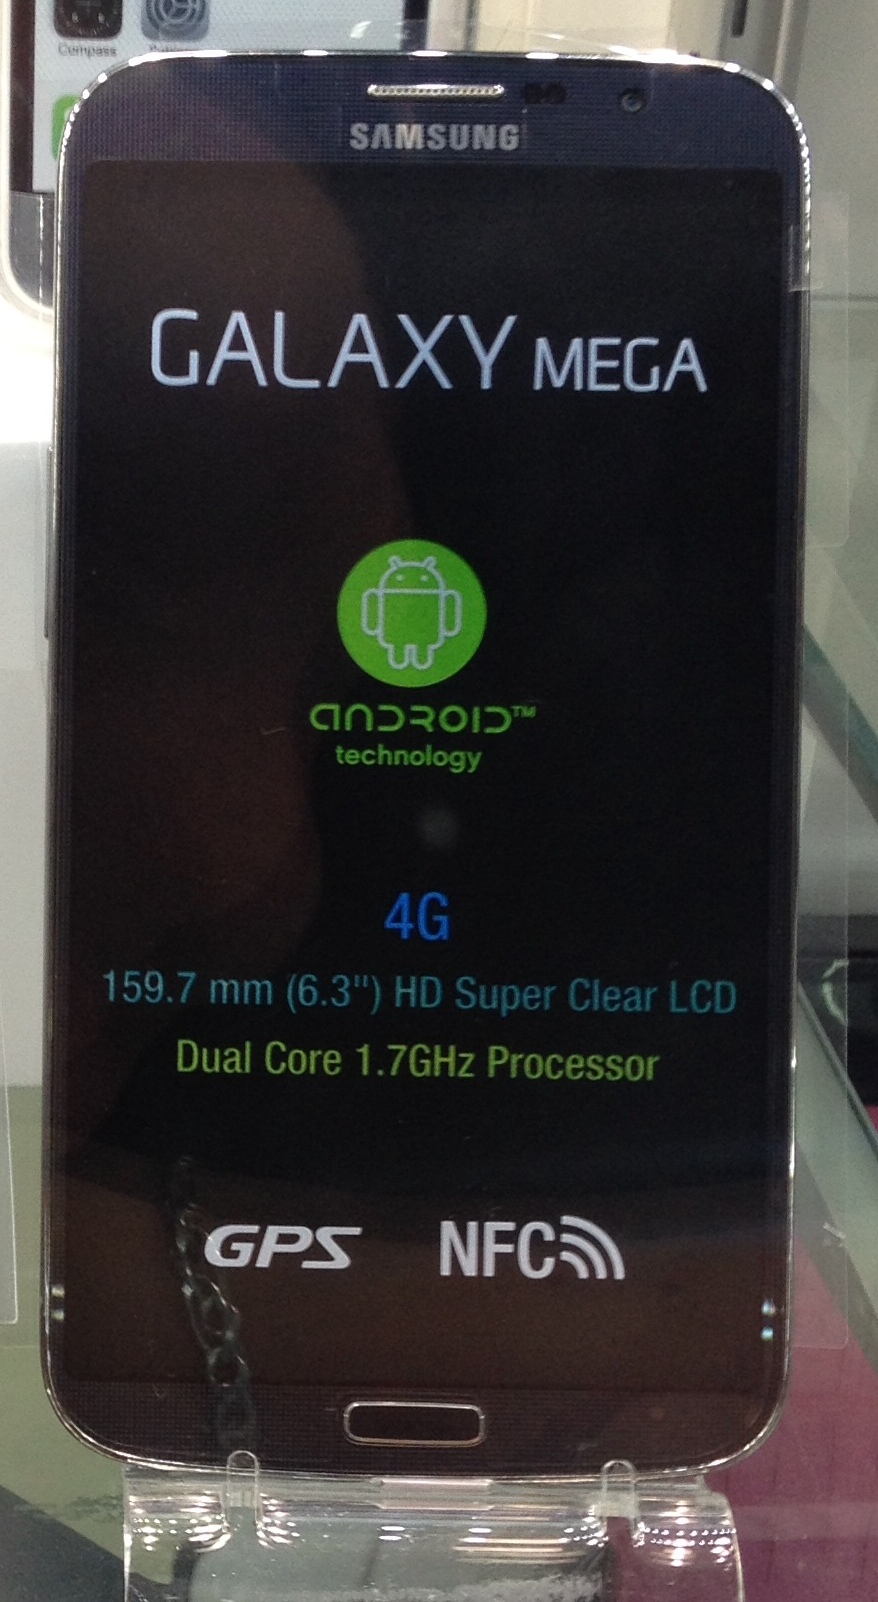 Compass
SAMSUNG
GALAXY MEGA
ANDROID™
technology
4G
159.7 mm (6.3") HD Super Clear LCD
Dual Core 1.7GHz Processor
GPS NFC